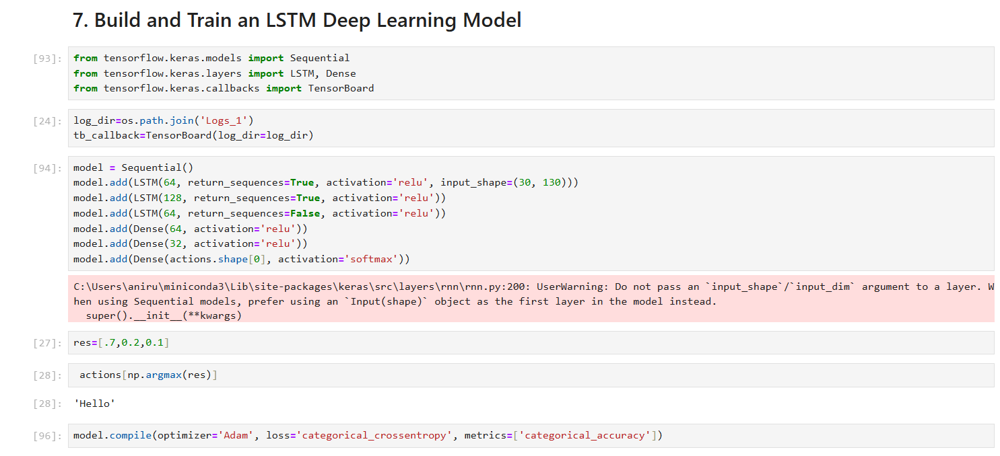 7. Build and Train an LSTM Deep Learning Model
[93]:
from tensorflow.keras.models import Sequential
from tensorflow.keras.layers import LSTM, Dense
from tensorflow.keras.callbacks import TensorBoard
[24]:
log_dir=os.path.join('Logs_1')
tb_callback=TensorBoard(log_dir=log_dir)
[94]:
model = Sequential()
model.add(LSTM(64, return_sequences=True, activation='relu', input_shape=(30, 130)))
model.add(LSTM(128, return_sequences=True, activation='relu'))
model.add(LSTM(64, return_sequences=False, activation='relu'))
model.add(Dense(64, activation='relu'))
model.add(Dense(32, activation='relu'))
model.add(Dense(actions.shape[0], activation='softmax'))
C:\Users\aniru\miniconda3\Lib\site-packages\keras\src\layers\rnn\rnn.py:200: UserWarning: Do not pass an `input_shape`/`input_dim` argument to a layer. W
hen using Sequential models, prefer using an `Input(shape)` object as the first layer in the model instead.
  super().__init__(**kwargs)
[27]:
res=[.7,0.2,0.1]
[28]:
 actions[np.argmax(res)]
[28]:
'Hello'
[96]:
model.compile(optimizer='Adam', loss='categorical_crossentropy', metrics=['categorical_accuracy'])